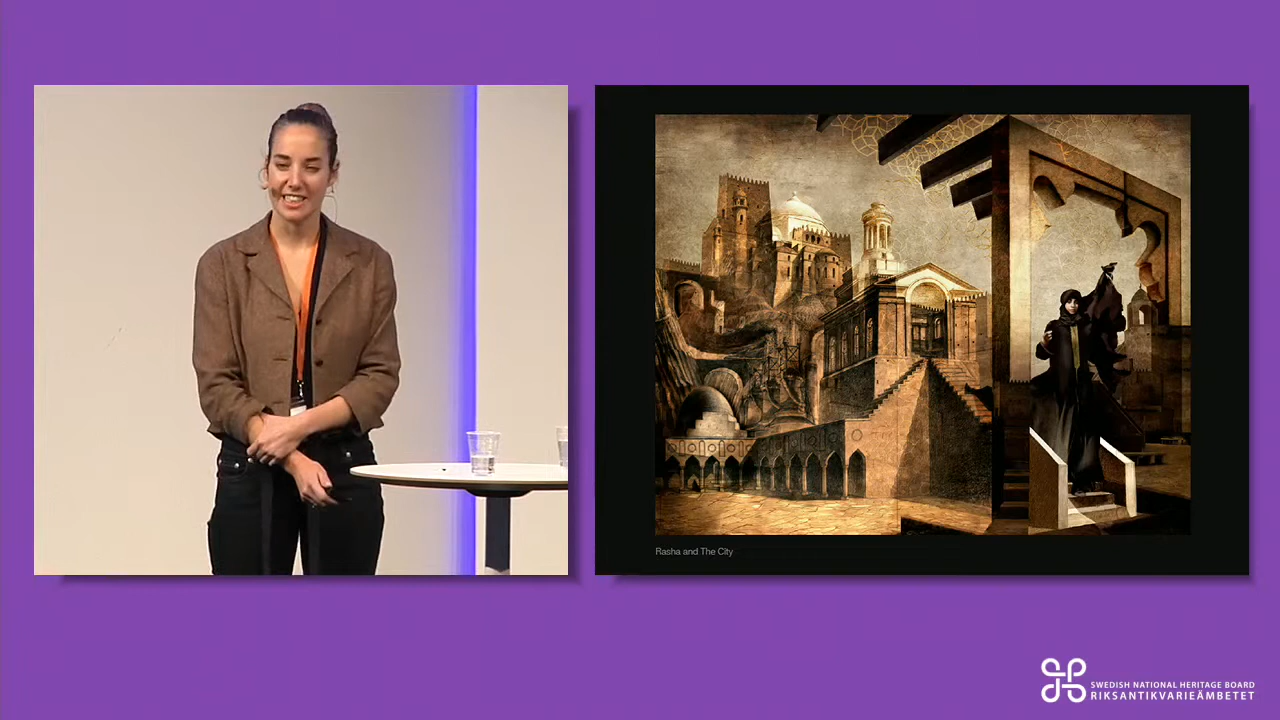 Rasha and The City
SWEDISH NATIONAL HERITAGE BOARD
RIKSANTIKVARIEÄMBETET